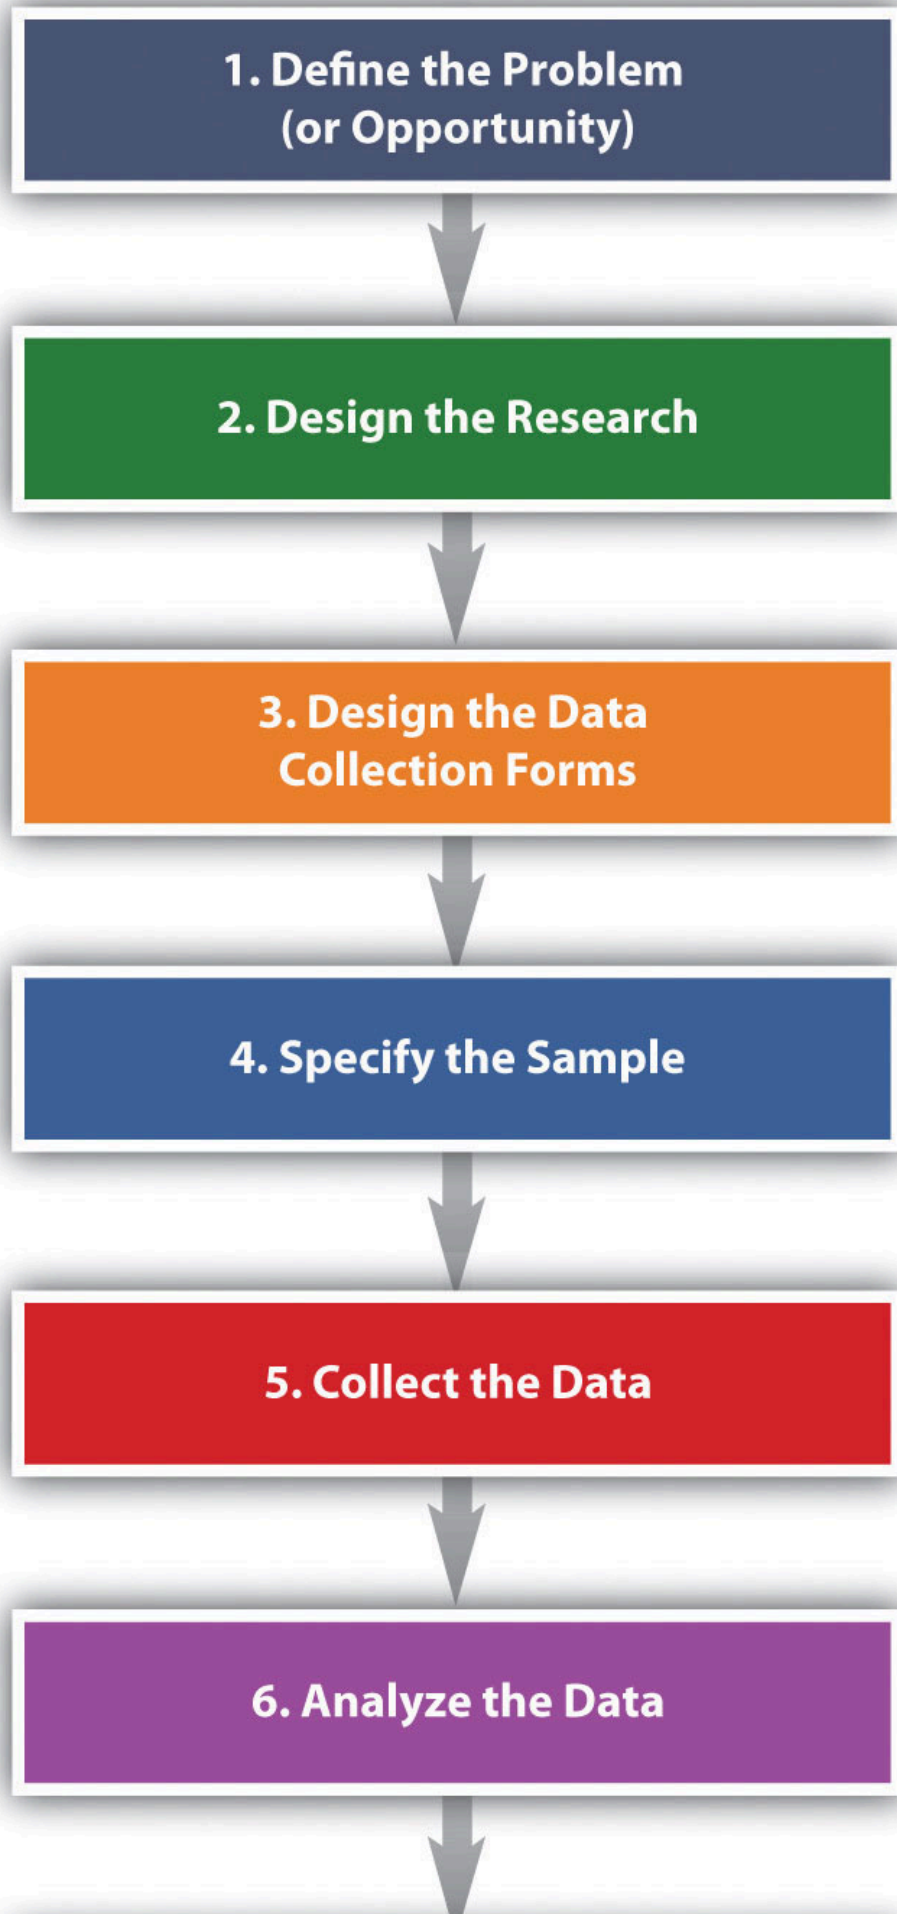 1. Define the Problem
(or Opportunity)
2. Design the Research
3. Design the Data
Collection Forms
4. Specify the Sample
5. Collect the Data
6. Analyze the Data